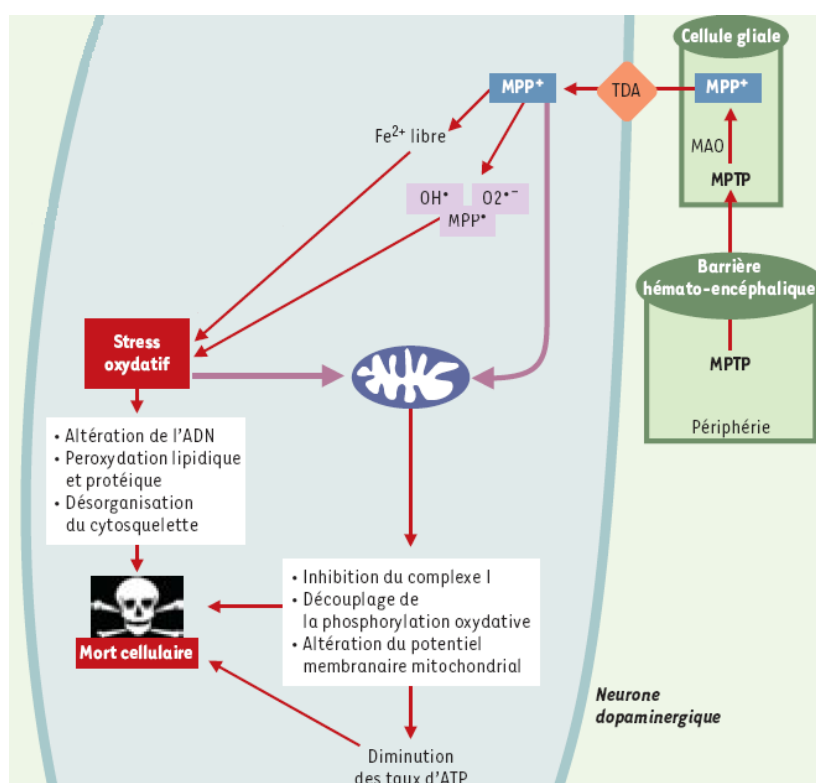 Cellule gliale
MPP+
TDA
MPP+
MAO
MPTP
Fe2+ libre
OH•
O2•−
MPP•
Barrière
hémato-encéphalique
MPTP
Périphérie
Stress
oxydatif
• Altération de l'ADN
• Peroxydation lipidique
et protéique
• Désorganisation
du cytosquelette
• Inhibition du complexe I
• Découplage de
la phosphorylation oxydative
• Altération du potentiel
membranaire mitochondrial
Mort cellulaire
Neurone
dopaminergique
Diminution
des taux d'ATP